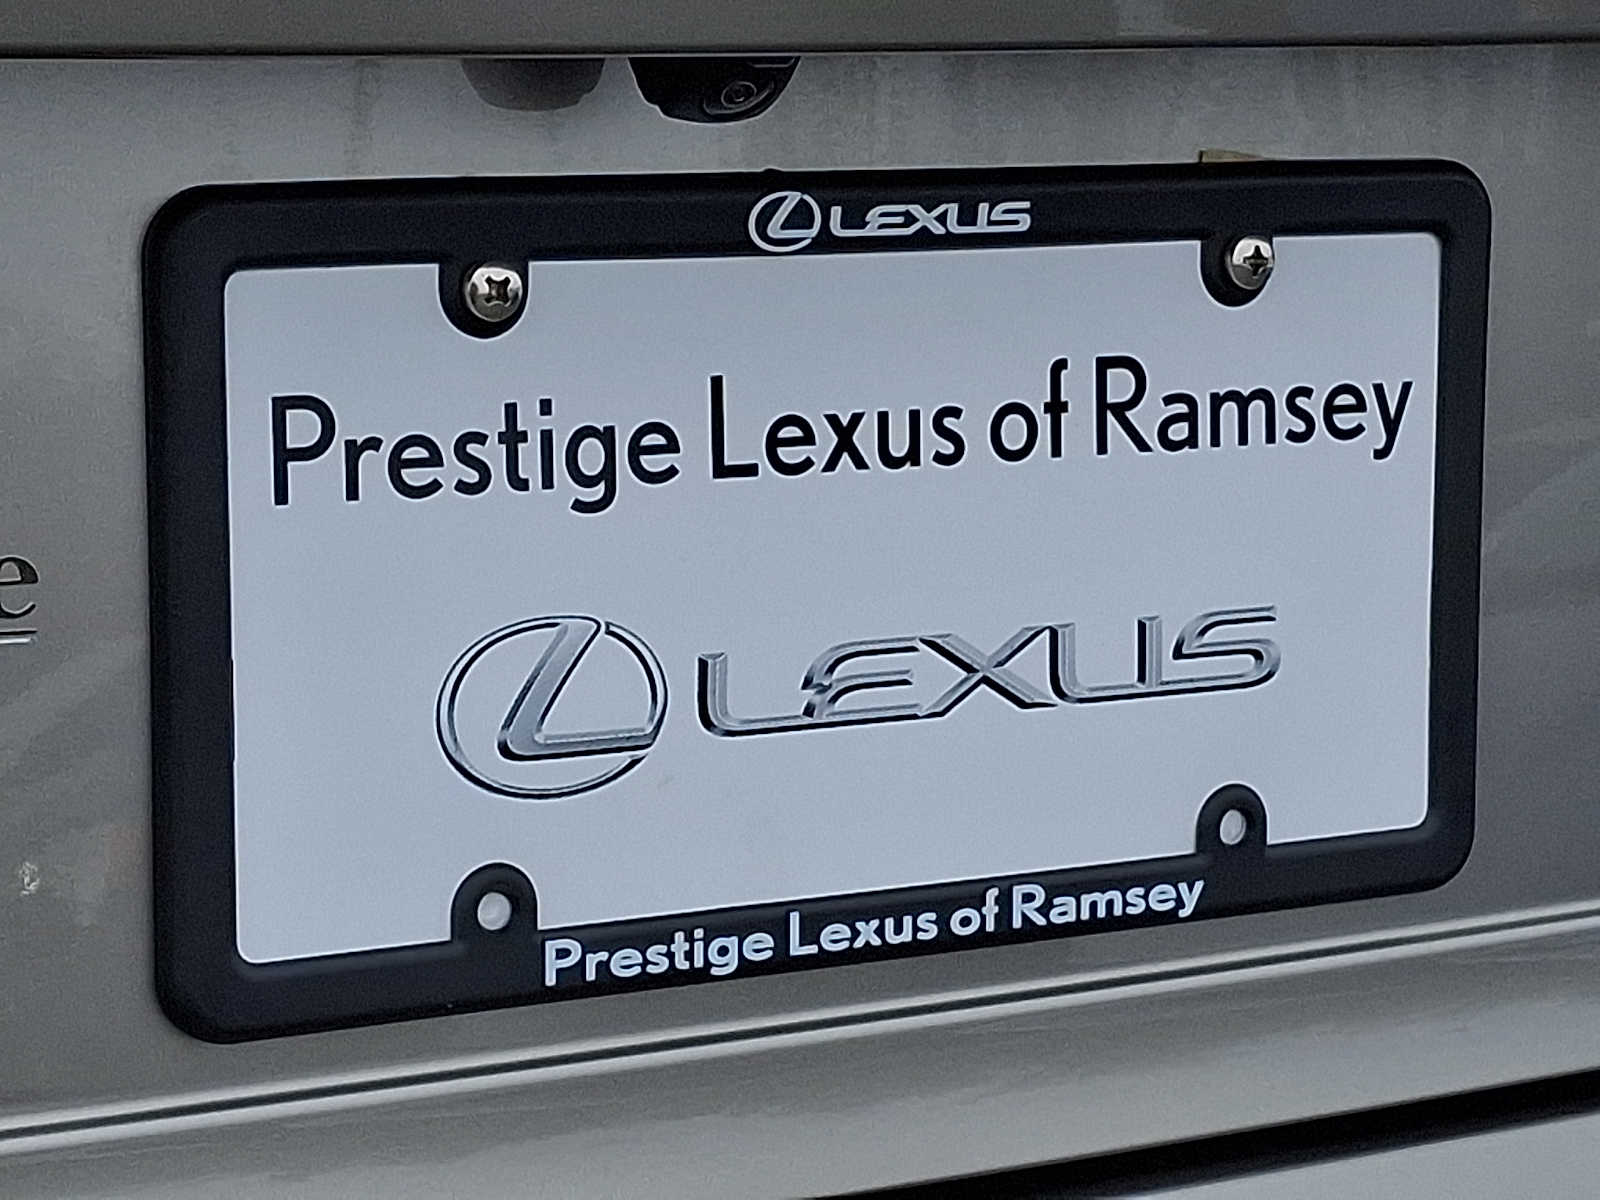 LEXUS
Prestige Lexus of Ramsey
LEXUS
Prestige Lexus of Ramsey
e